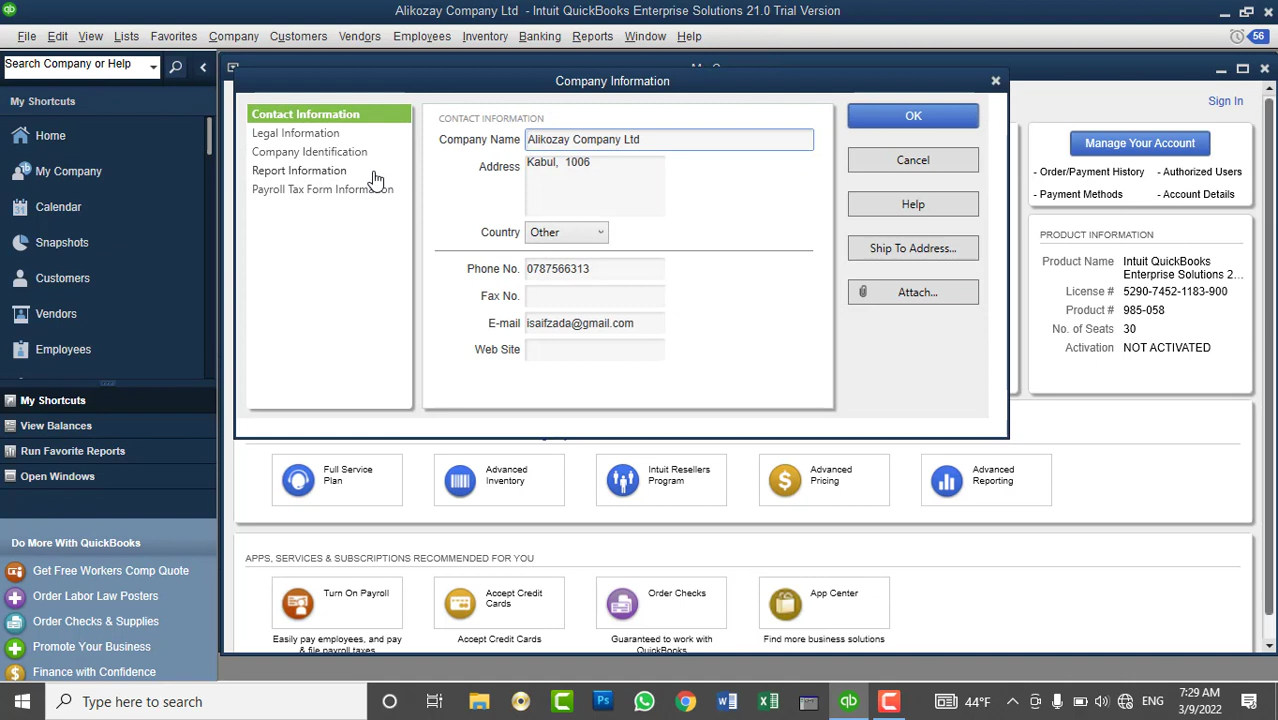 Alikozay Company Ltd - Intuit QuickBooks Enterprise Solutions 21.0 Trial Version
File Edit View Lists Favorites Company Customers Vendors Employees Inventory Banking Reports Window Help
56
Search Company or Help
My Shortcuts
Home
My Company
Calendar
Snapshots
Customers
Vendors
Employees
My Shortcuts
View Balances
Run Favorite Reports
Open Windows
Do More With QuickBooks
Get Free Workers Comp Quote
Order Labor Law Posters
Order Checks & Supplies
Promote Your Business
Finance with Confidence
Company Information
Contact Information
Legal Information
Company Identification
Report Information
Payroll Tax Form Information
CONTACT INFORMATION
Company Name Alikozay Company Ltd
Address Kabul, 1006
Country Other
Phone No. 0787566313
Fax No.
E-mail isaifzada@gmail.com
Web Site
OK
Cancel
Help
Ship To Address...
Attach...
Sign In
Manage Your Account
- Order/Payment History - Authorized Users
- Payment Methods - Account Details
PRODUCT INFORMATION
Product Name Intuit QuickBooks
Enterprise Solutions 2...
License # 5290-7452-1183-900
Product # 985-058
No. of Seats 30
Activation NOT ACTIVATED
Full Service
Plan
Advanced
Inventory
Intuit Resellers
Program
Advanced
Pricing
Advanced
Reporting
APPS, SERVICES & SUBSCRIPTIONS RECOMMENDED FOR YOU
Turn On Payroll
Accept Credit
Cards
Order Checks
App Center
Easily pay employees, and pay
& file payroll taxes.
Accept Credit Cards
Guaranteed to work with
QuickBooks
Find more business solutions
Type here to search
44°F
ENG
7:29 AM
3/9/2022